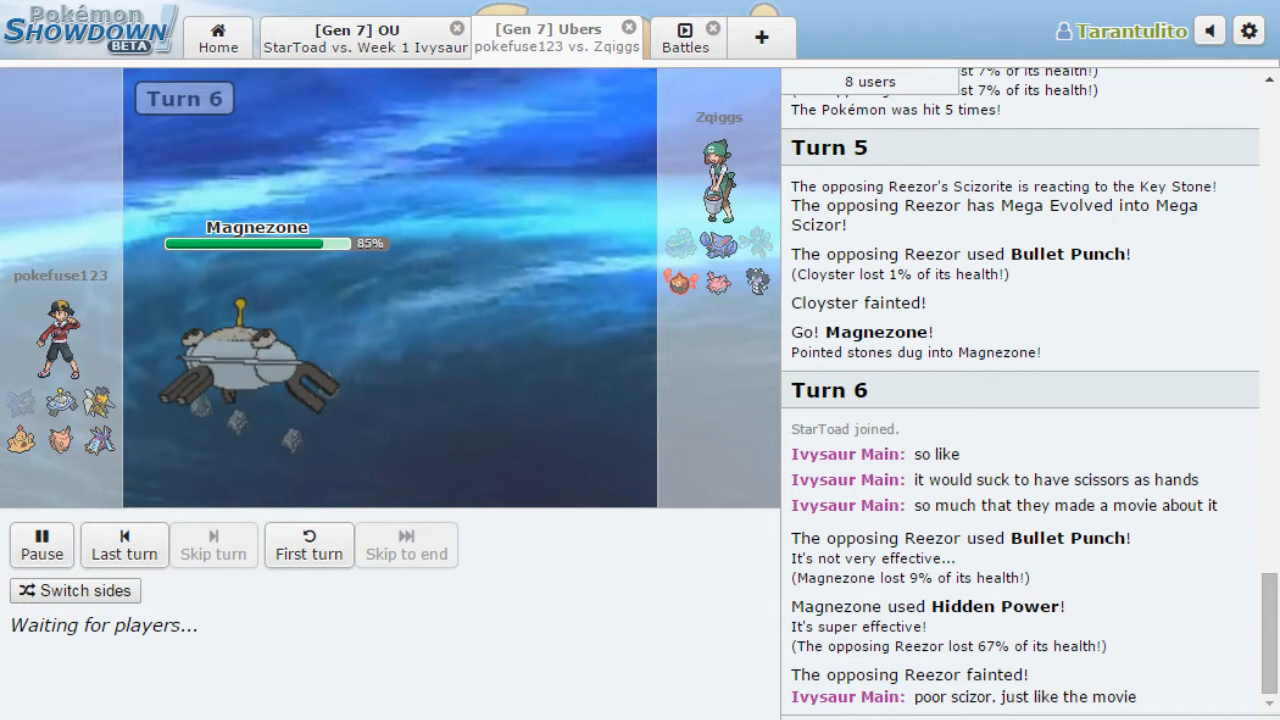 Pokémon
SHOWDOWN!
BETA
Home
[Gen 7] OU
StarToad vs. Week 1 Ivysaur
[Gen 7] Ubers
pokefuse123 vs. Zqiggs
Battles
Tarantulito
Turn 6
Magnezone
85%
pokefuse123
Zqiggs
Pause
Last turn
Skip turn
First turn
Skip to end
Switch sides
Waiting for players...
8 users
st 7% of its health!)
st 7% of its health!)
The Pokémon was hit 5 times!
Turn 5
The opposing Reezor's Scizorite is reacting to the Key Stone!
The opposing Reezor has Mega Evolved into Mega
Scizor!
The opposing Reezor used Bullet Punch!
(Cloyster lost 1% of its health!)
Cloyster fainted!
Go! Magnezone!
Pointed stones dug into Magnezone!
Turn 6
StarToad joined.
Ivysaur Main: so like
Ivysaur Main: it would suck to have scissors as hands
Ivysaur Main: so much that they made a movie about it
The opposing Reezor used Bullet Punch!
It's not very effective...
(Magnezone lost 9% of its health!)
Magnezone used Hidden Power!
It's super effective!
(The opposing Reezor lost 67% of its health!)
The opposing Reezor fainted!
Ivysaur Main: poor scizor. just like the movie